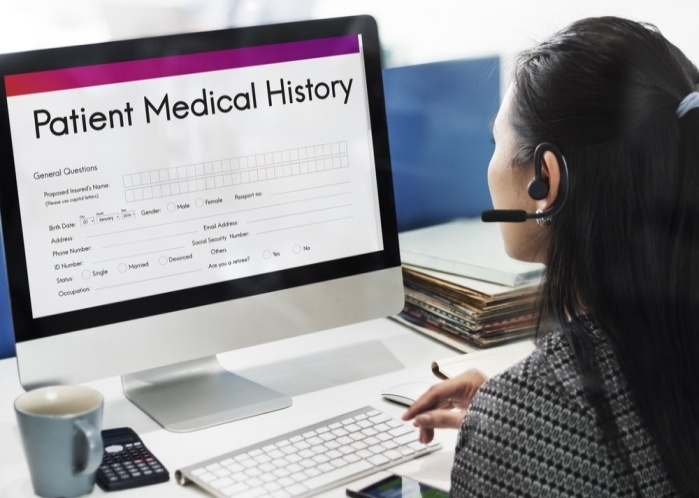 Patient Medical History
General Questions
Proposed Insured's Name:
(Please use capital letters)
Birth Date: January Gender: Male Female Passport no:
Address:
Phone Number: Email Address:
ID Number: Social Security Number:
Status: Single Married Devorced Others
Occupation: Are you a retiree? Yes No